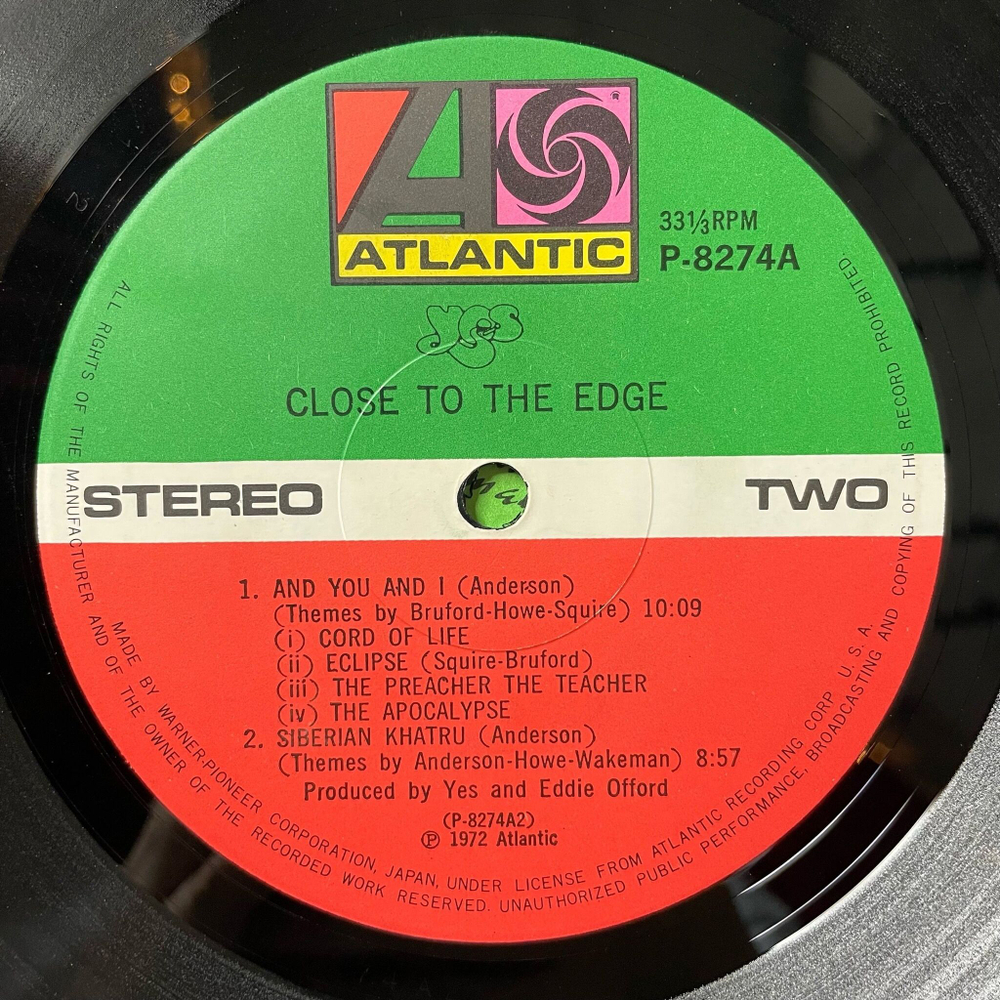 ATLANTIC
®
33⅓RPM
P-8274A
yes
CLOSE TO THE EDGE
STEREO
TWO
1. AND YOU AND I (Anderson)
(Themes by Bruford-Howe-Squire) 10:09
(i) CORD OF LIFE
(ii) ECLIPSE (Squire-Bruford)
(iii) THE PREACHER THE TEACHER
(iv) THE APOCALYPSE
2. SIBERIAN KHATRU (Anderson)
(Themes by Anderson-Howe-Wakeman) 8:57
Produced by Yes and Eddie Offord
(P-8274A2)
℗ 1972 Atlantic
MADE BY WARNER-PIONEER CORPORATION, JAPAN, UNDER LICENSE FROM ATLANTIC RECORDING CORP. U. S. A.
ALL RIGHTS OF THE MANUFACTURER AND OF THE OWNER OF THE RECORDED WORK RESERVED. UNAUTHORIZED PUBLIC PERFORMANCE, BROADCASTING AND COPYING OF THIS RECORD PROHIBITED.
2